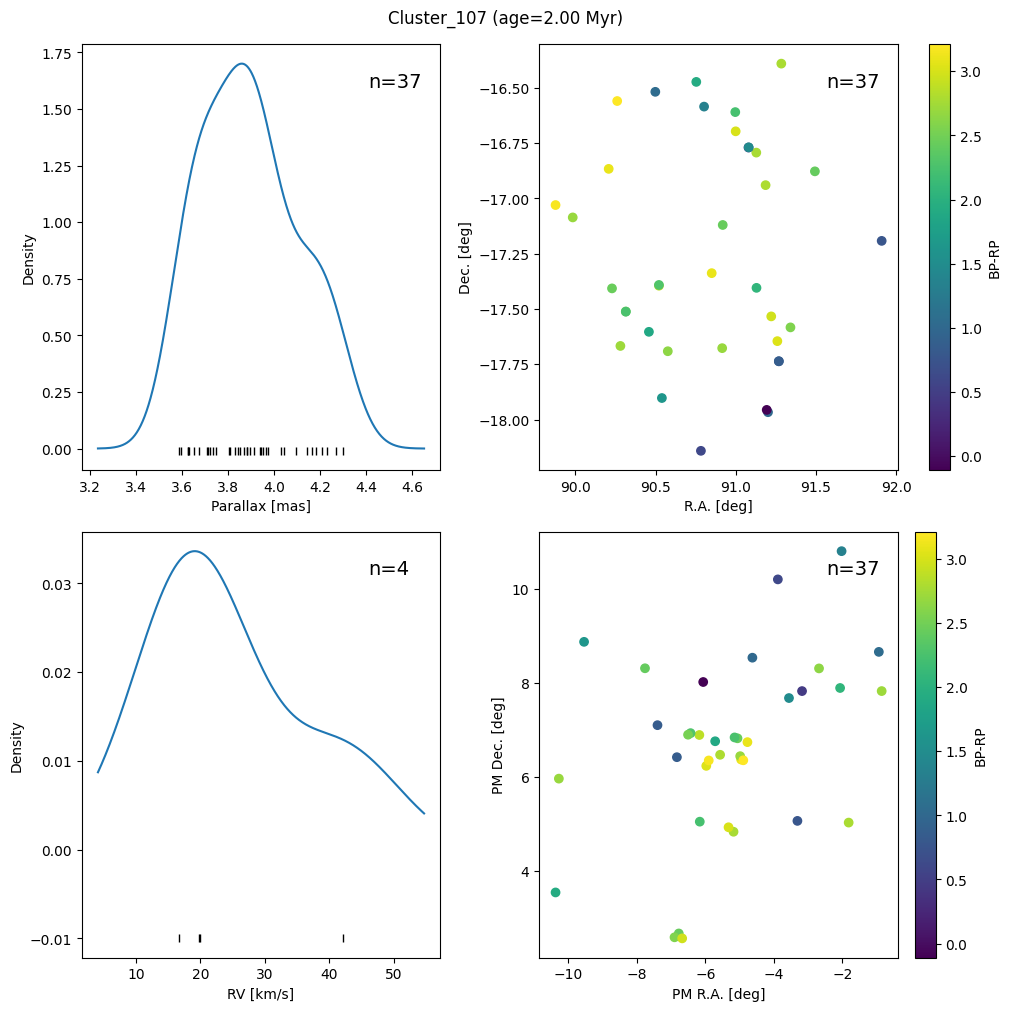 Cluster_107 (age=2.00 Myr)
1.75
1.50
1.25
1.00
0.75
0.50
0.25
0.00
Density
n=37
3.2 3.4 3.6 3.8 4.0 4.2 4.4 4.6
Parallax [mas]
−16.50
−16.75
−17.00
−17.25
−17.50
−17.75
−18.00
Dec. [deg]
n=37
90.0 90.5 91.0 91.5 92.0
R.A. [deg]
3.0
2.5
2.0
1.5
1.0
0.5
0.0
BP-RP
0.03
0.02
0.01
0.00
−0.01
Density
n=4
10 20 30 40 50
RV [km/s]
10
8
6
4
PM Dec. [deg]
n=37
−10 −8 −6 −4 −2
PM R.A. [deg]
3.0
2.5
2.0
1.5
1.0
0.5
0.0
BP-RP